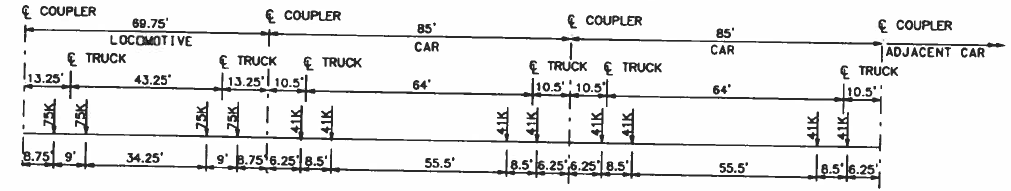 ℄ COUPLER ℄ COUPLER ℄ COUPLER ℄ COUPLER
69.75' 85' 85'
LOCOMOTIVE CAR CAR ADJACENT CAR
℄ TRUCK ℄ TRUCK ℄ TRUCK ℄ TRUCK ℄ TRUCK ℄ TRUCK
13.25' 43.25' 13.25' 10.5' 64' 10.5' 10.5' 64' 10.5'
75K 75K 75K 75K 41K 41K 41K 41K 41K 41K 41K 41K
8.75' 9' 34.25' 9' 8.75' 6.25' 8.5' 55.5' 8.5' 6.25' 6.25' 8.5' 55.5' 8.5' 6.25'